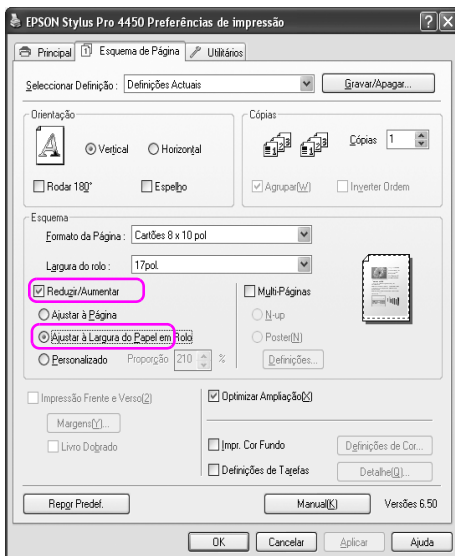 EPSON Stylus Pro 4450 Preferências de impressão
Principal Esquema de Página Utilitários
Seleccionar Definição : Definições Actuais Gravar/Apagar...
Orientação
Vertical Horizontal
Rodar 180° Espelho
Cópias
Cópias 1
Agrupar(W) Inverter Ordem
Esquema
Formato da Página : Cartões 8 x 10 pol
Largura do rolo : 17pol.
Reduzir/Aumentar Multi-Páginas
Ajustar à Página N-up
Ajustar à Largura do Papel em Rolo Poster(N)
Personalizado Proporção 210 % Definições...
Impressão Frente e Verso(2) Optimizar Ampliação(X)
Margens(Y)...
Livro Dobrado Impr. Cor Fundo Definições de Cor...
Definições de Tarefas Detalhe(Q)...
Repor Predef. Manual(K) Versões 6.50
OK Cancelar Aplicar Ajuda